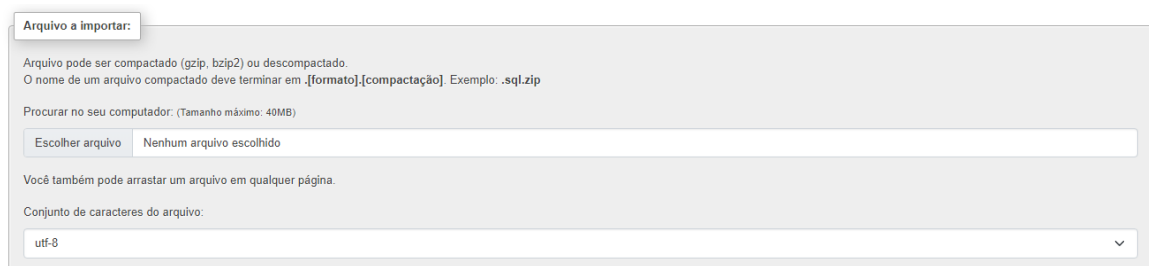 Arquivo a importar:
Arquivo pode ser compactado (gzip, bzip2) ou descompactado.
O nome de um arquivo compactado deve terminar em .[formato].[compactação]. Exemplo: .sql.zip
Procurar no seu computador: (Tamanho máximo: 40MB)
Escolher arquivo Nenhum arquivo escolhido
Você também pode arrastar um arquivo em qualquer página.
Conjunto de caracteres do arquivo:
utf-8